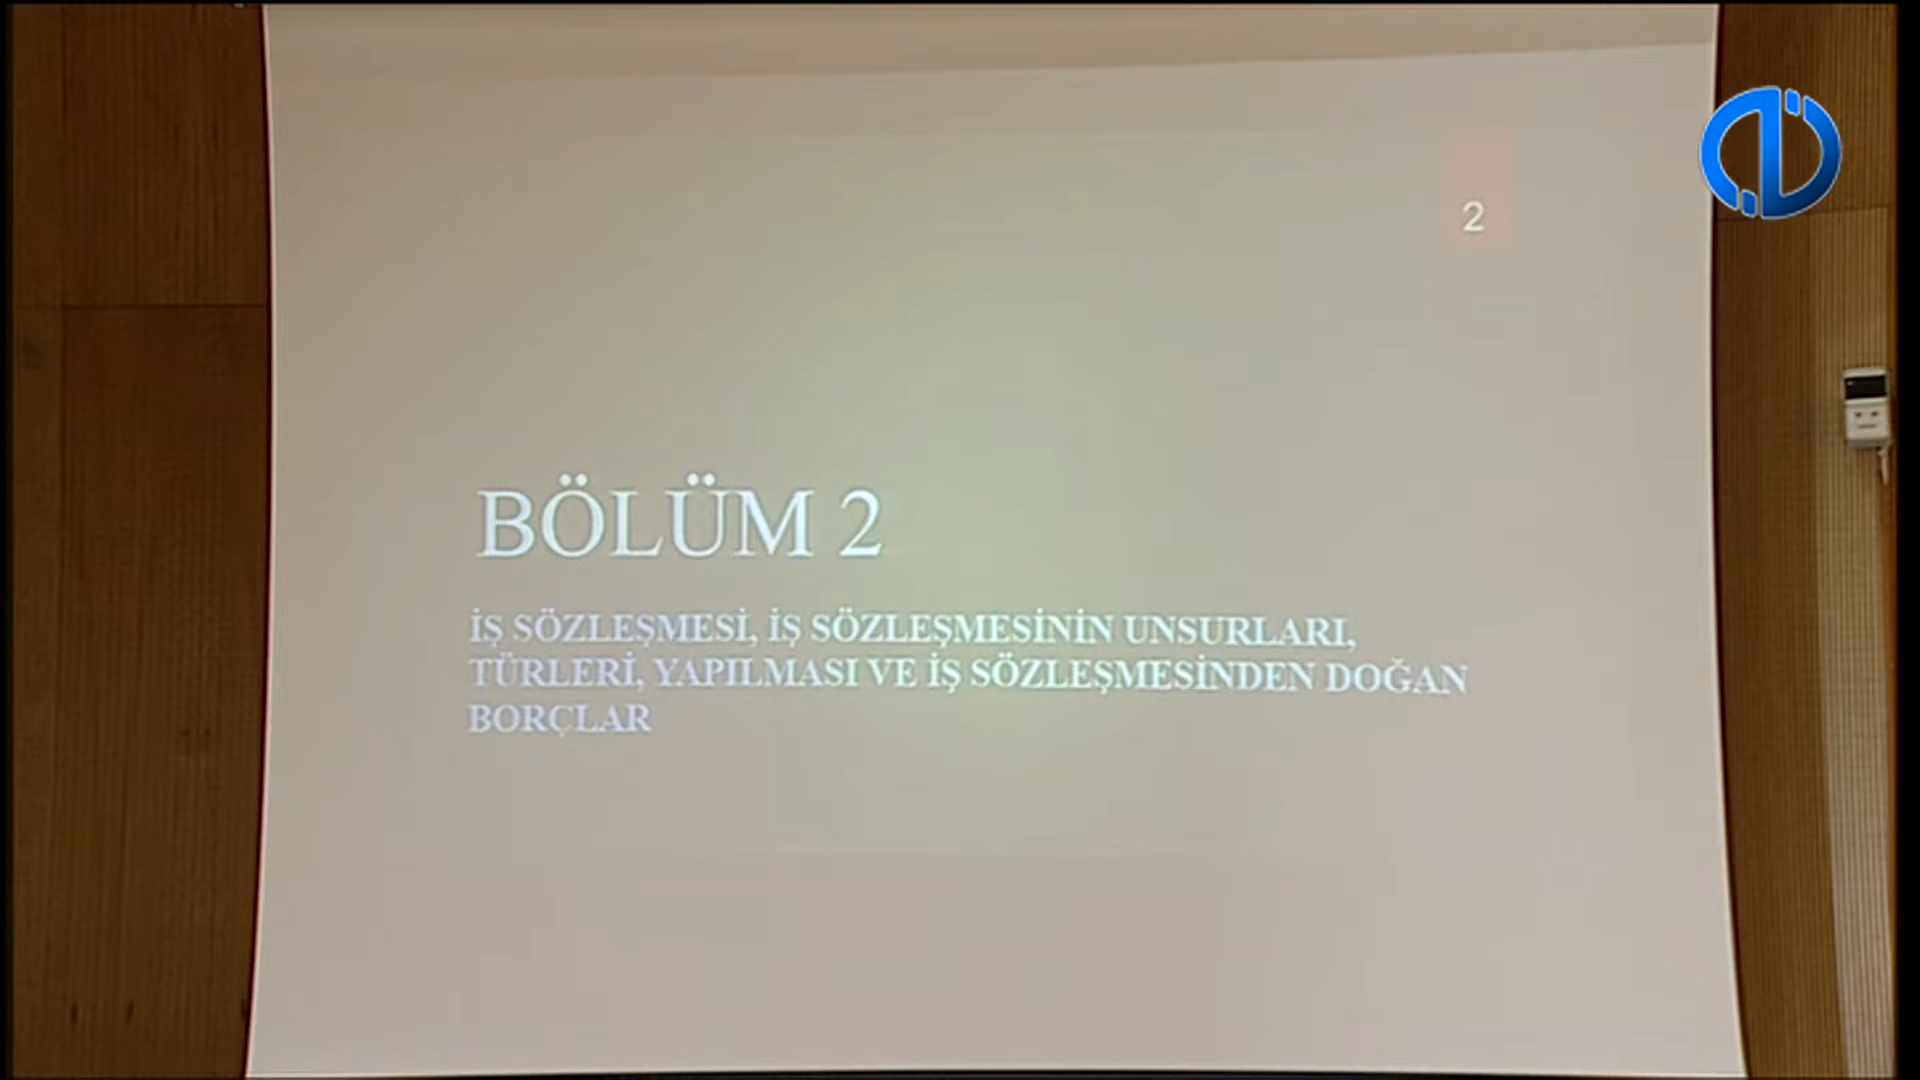 2
BÖLÜM 2
İŞ SÖZLEŞMESİ, İŞ SÖZLEŞMESİNİN UNSURLARI,
TÜRLERİ, YAPILMASI VE İŞ SÖZLEŞMESİNDEN DOĞAN
BORÇLAR